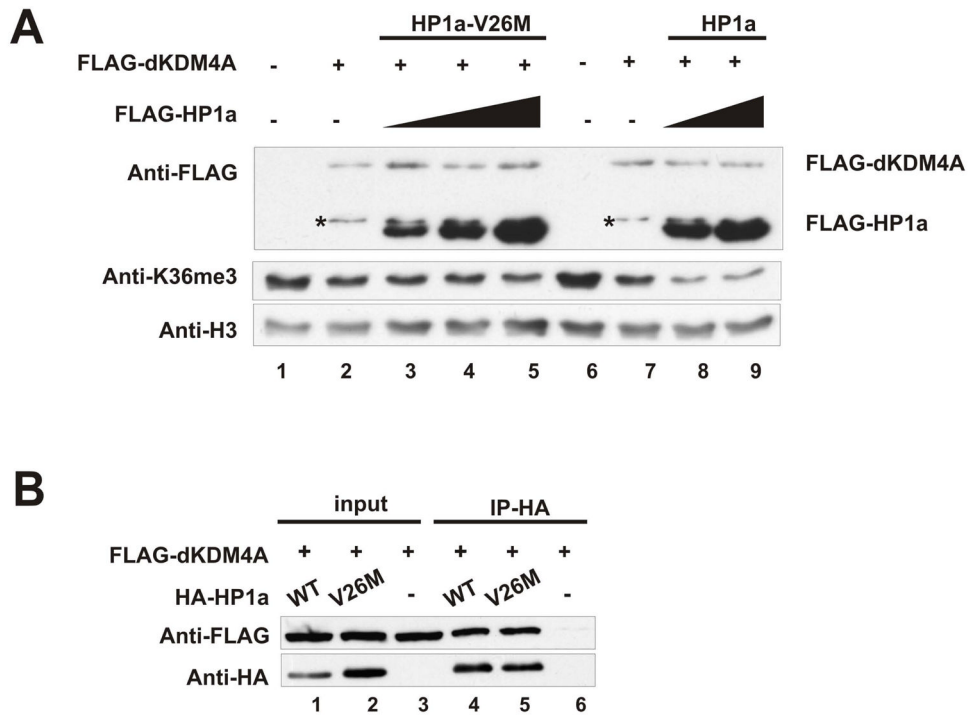 A
HP1a-V26M HP1a
FLAG-dKDM4A - + + + + - + + +
FLAG-HP1a - - - -
Anti-FLAG FLAG-dKDM4A
* * FLAG-HP1a
Anti-K36me3
Anti-H3
1 2 3 4 5 6 7 8 9
B
input IP-HA
FLAG-dKDM4A + + + + + +
HA-HP1a WT V26M - WT V26M -
Anti-FLAG
Anti-HA
1 2 3 4 5 6